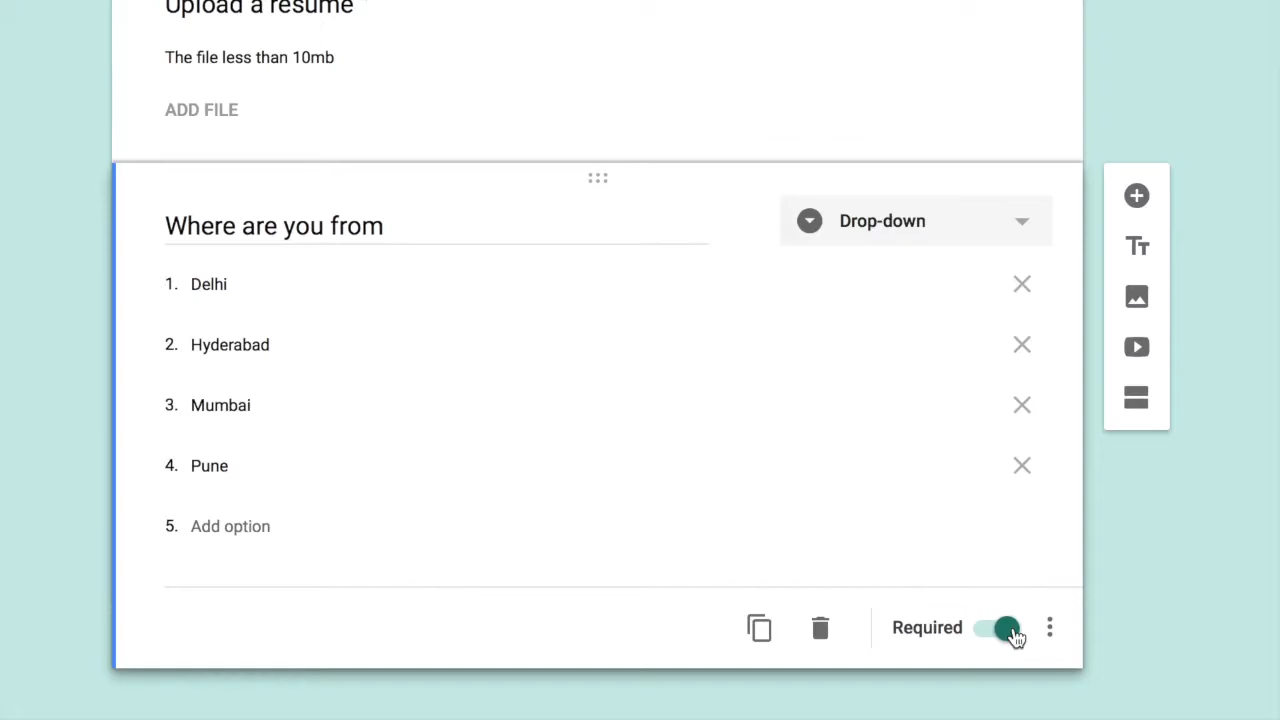 Upload a resume
The file less than 10mb
ADD FILE
Where are you from
Drop-down
1. Delhi
2. Hyderabad
3. Mumbai
4. Pune
5. Add option
Required